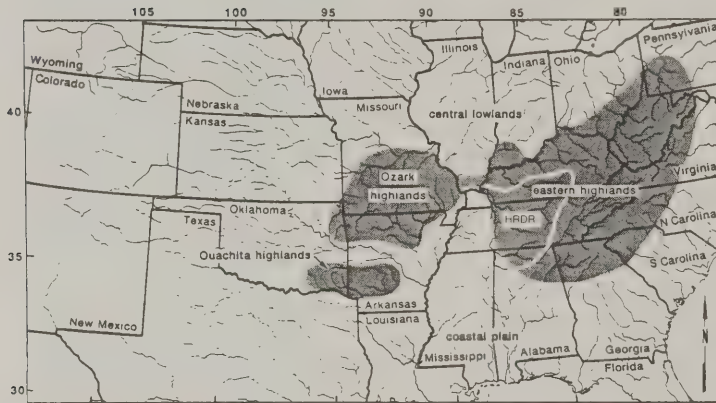 105 100 95 90 85 80
Pennsylvania
Illinois
Indiana Ohio
Wyoming
Colorado
Iowa
Nebraska
Missouri
40
Kansas
central lowlands
Ozark
highlands
Virginia
eastern highlands
Oklahoma
Texas
HRDR
N Carolina
35
Ouachita highlands
S Carolina
Arkansas
Louisiana
New Mexico
coastal plain
N
Mississippi
Alabama
Georgia
Florida
30